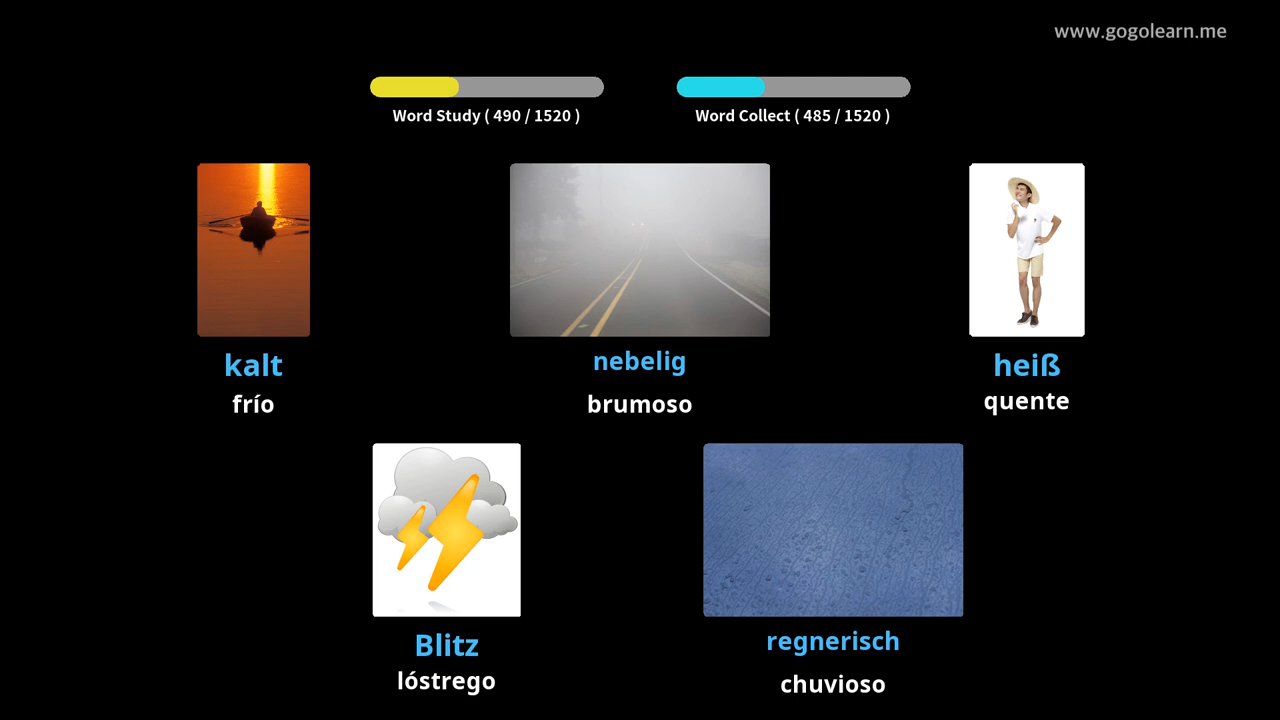 www.gogolearn.me
Word Study ( 490 / 1520 )
Word Collect ( 485 / 1520 )
kalt
frío
nebelig
brumoso
heiß
quente
Blitz
lóstrego
regnerisch
chuvioso